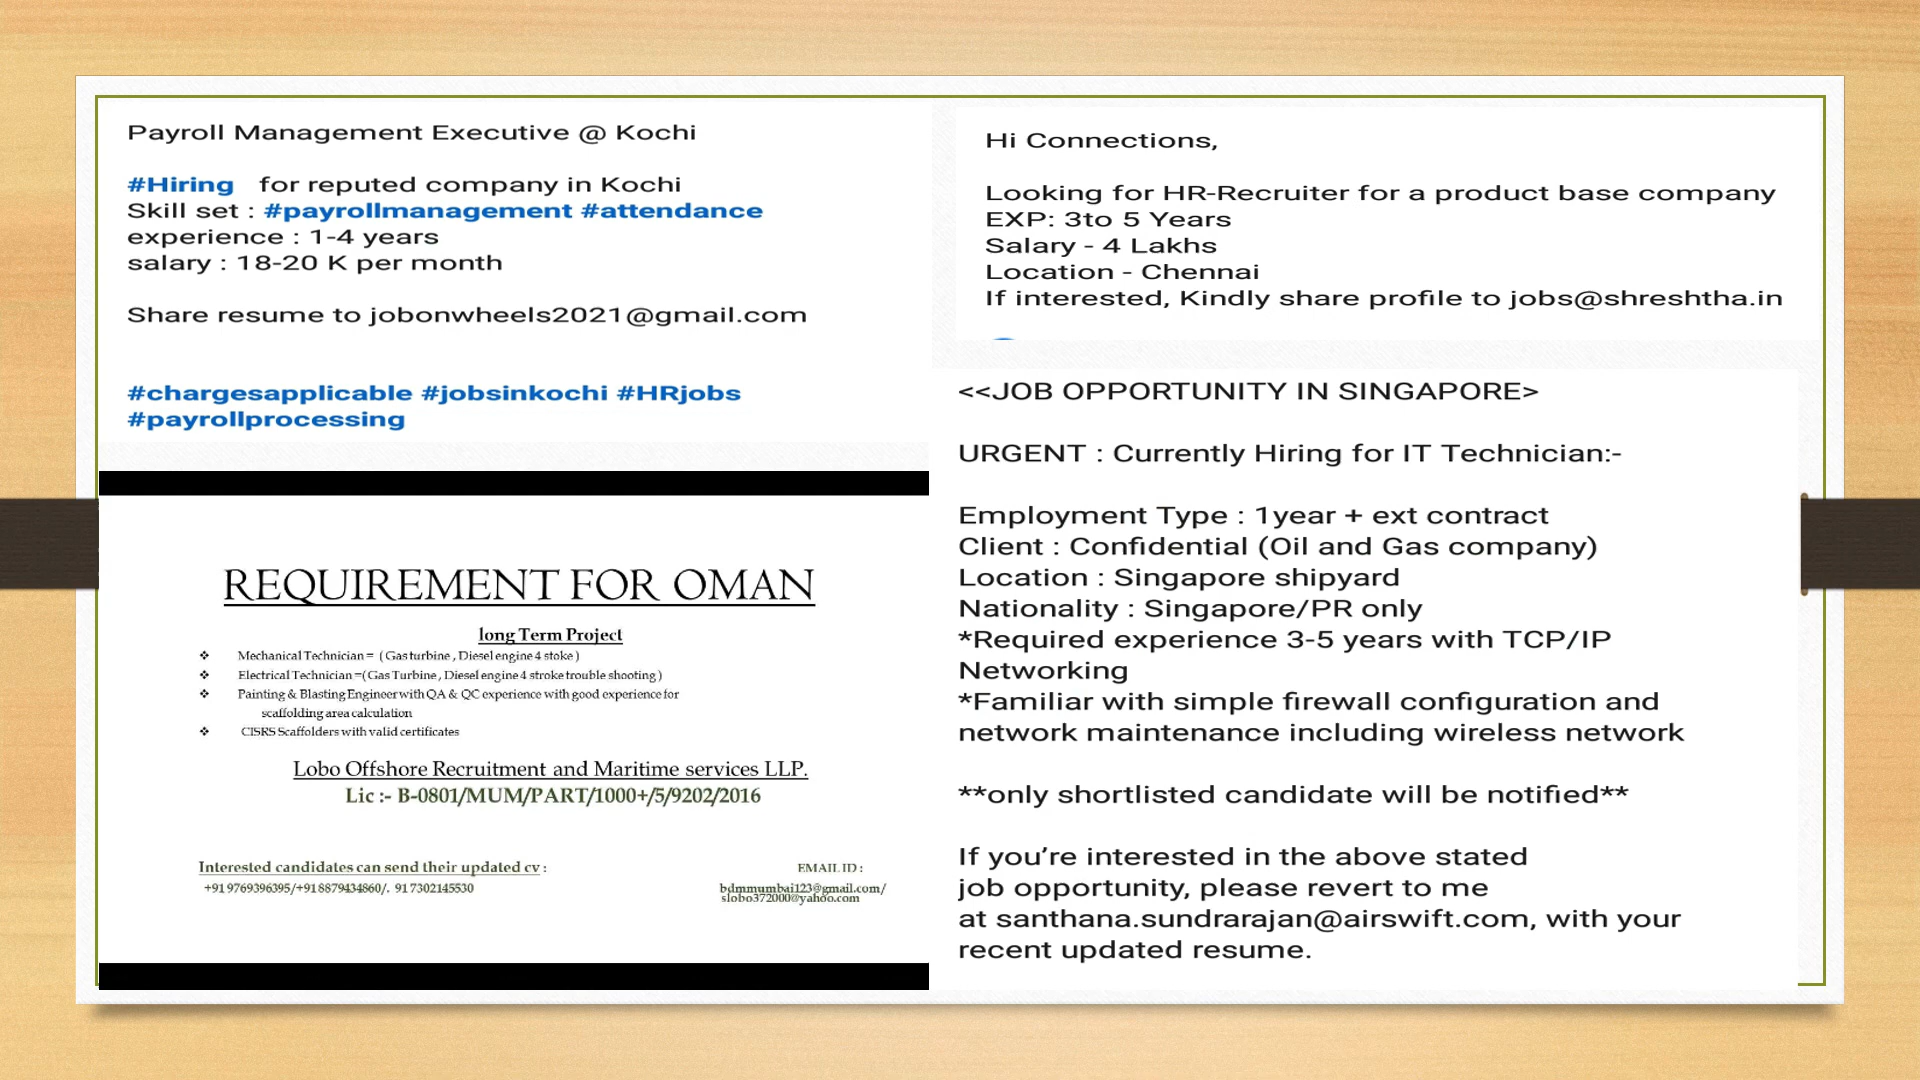 Payroll Management Executive @ Kochi
#Hiring for reputed company in Kochi
Skill set : #payrollmanagement #attendance
experience : 1-4 years
salary : 18-20 K per month
Share resume to jobonwheels2021@gmail.com
#chargesapplicable #jobsinkochi #HRjobs
#payrollprocessing
Hi Connections,
Looking for HR-Recruiter for a product base company
EXP: 3to 5 Years
Salary - 4 Lakhs
Location - Chennai
If interested, Kindly share profile to jobs@shreshtha.in
REQUIREMENT FOR OMAN
long Term Project
❖ Mechanical Technician = ( Gas turbine , Diesel engine 4 stoke )
❖ Electrical Technician =( Gas Turbine , Diesel engine 4 stroke trouble shooting )
❖ Painting & Blasting Engineer with QA & QC experience with good experience for
scaffolding area calculation
❖ CISRS Scaffolders with valid certificates
Lobo Offshore Recruitment and Maritime services LLP.
Lic :- B-0801/MUM/PART/1000+/5/9202/2016
Interested candidates can send their updated cv :
+91 9769396395/+91 8879434860/. 91 7302145530
EMAIL ID :
bdmmumbai123@gmail.com/
slobo372000@yahoo.com
<<JOB OPPORTUNITY IN SINGAPORE>
URGENT : Currently Hiring for IT Technician:-
Employment Type : 1year + ext contract
Client : Confidential (Oil and Gas company)
Location : Singapore shipyard
Nationality : Singapore/PR only
*Required experience 3-5 years with TCP/IP
Networking
*Familiar with simple firewall configuration and
network maintenance including wireless network
**only shortlisted candidate will be notified**
If you’re interested in the above stated
job opportunity, please revert to me
at santhana.sundrarajan@airswift.com, with your
recent updated resume.